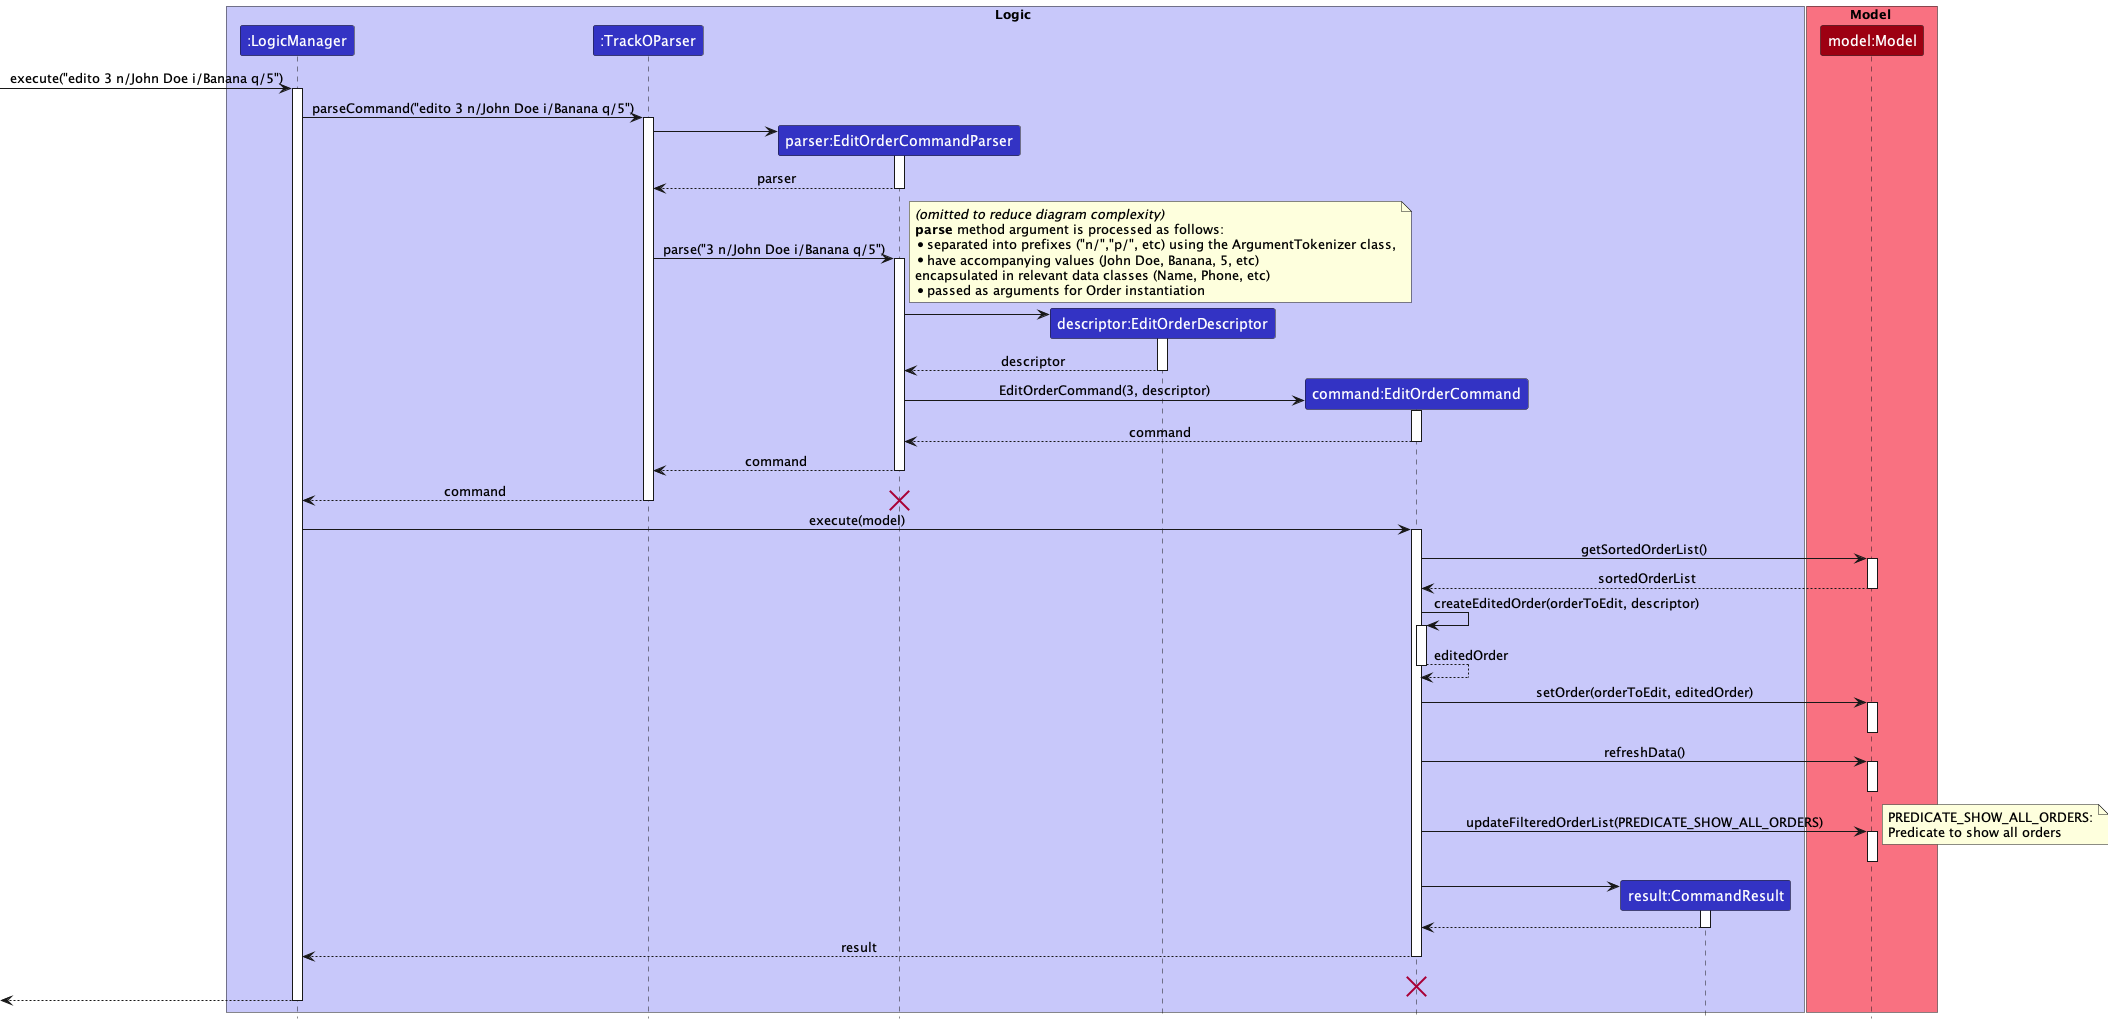 Logic
Model
:LogicManager
:TrackOParser
model:Model
execute("edito 3 n/John Doe i/Banana q/5")
parseCommand("edito 3 n/John Doe i/Banana q/5")
parser:EditOrderCommandParser
parser
(omitted to reduce diagram complexity)
parse method argument is processed as follows:
• separated into prefixes ("n/","p/", etc) using the ArgumentTokenizer class,
• have accompanying values (John Doe, Banana, 5, etc)
encapsulated in relevant data classes (Name, Phone, etc)
• passed as arguments for Order instantiation
parse("3 n/John Doe i/Banana q/5")
descriptor:EditOrderDescriptor
descriptor
EditOrderCommand(3, descriptor)
command:EditOrderCommand
command
command
command
execute(model)
getSortedOrderList()
sortedOrderList
createEditedOrder(orderToEdit, descriptor)
editedOrder
setOrder(orderToEdit, editedOrder)
refreshData()
updateFilteredOrderList(PREDICATE_SHOW_ALL_ORDERS)
PREDICATE_SHOW_ALL_ORDERS:
Predicate to show all orders
result:CommandResult
result